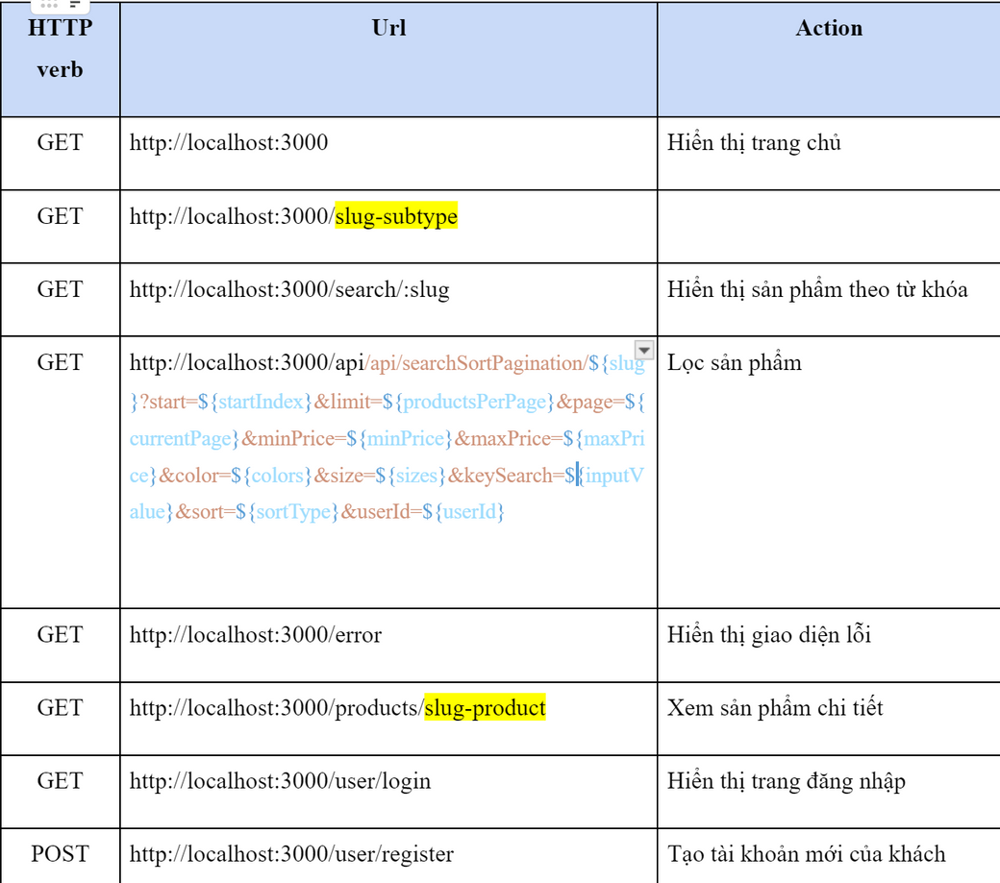 HTTP
verb
Url
Action
GET
http://localhost:3000
Hiển thị trang chủ
GET
http://localhost:3000/slug-subtype
GET
http://localhost:3000/search/:slug
Hiển thị sản phẩm theo từ khóa
GET
http://localhost:3000/api/api/searchSortPagination/${slug
}?start=${startIndex}&limit=${productsPerPage}&page=${
currentPage}&minPrice=${minPrice}&maxPrice=${maxPri
ce}&color=${colors}&size=${sizes}&keySearch=${inputV
alue}&sort=${sortType}&userId=${userId}
Lọc sản phẩm
GET
http://localhost:3000/error
Hiển thị giao diện lỗi
GET
http://localhost:3000/products/slug-product
Xem sản phẩm chi tiết
GET
http://localhost:3000/user/login
Hiển thị trang đăng nhập
POST
http://localhost:3000/user/register
Tạo tài khoản mới của khách